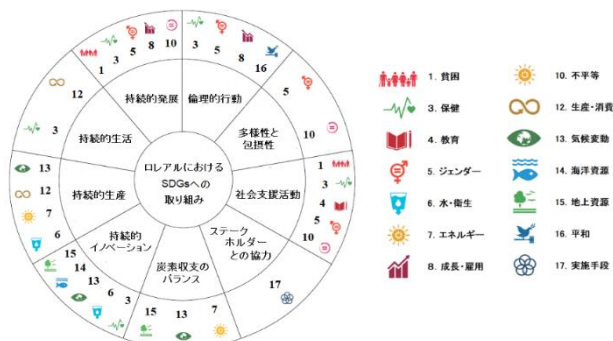 1 3 5 8 10
3 5 8 16
5
10
1
3
4
5
10
17
7
13
15
3
6
13
14
15
6
7
12
13
3
12
持続的発展
倫理的行動
多様性と
包摂性
社会支援活動
ステーク
ホルダー
との協力
炭素収支の
バランス
持続的
イノベーション
持続的生産
持続的生活
ロレアルにおける
SDGsへの
取り組み
1. 貧困
3. 保健
4. 教育
5. ジェンダー
6. 水・衛生
7. エネルギー
8. 成長・雇用
10. 不平等
12. 生産・消費
13. 気候変動
14. 海洋資源
15. 地上資源
16. 平和
17. 実施手段